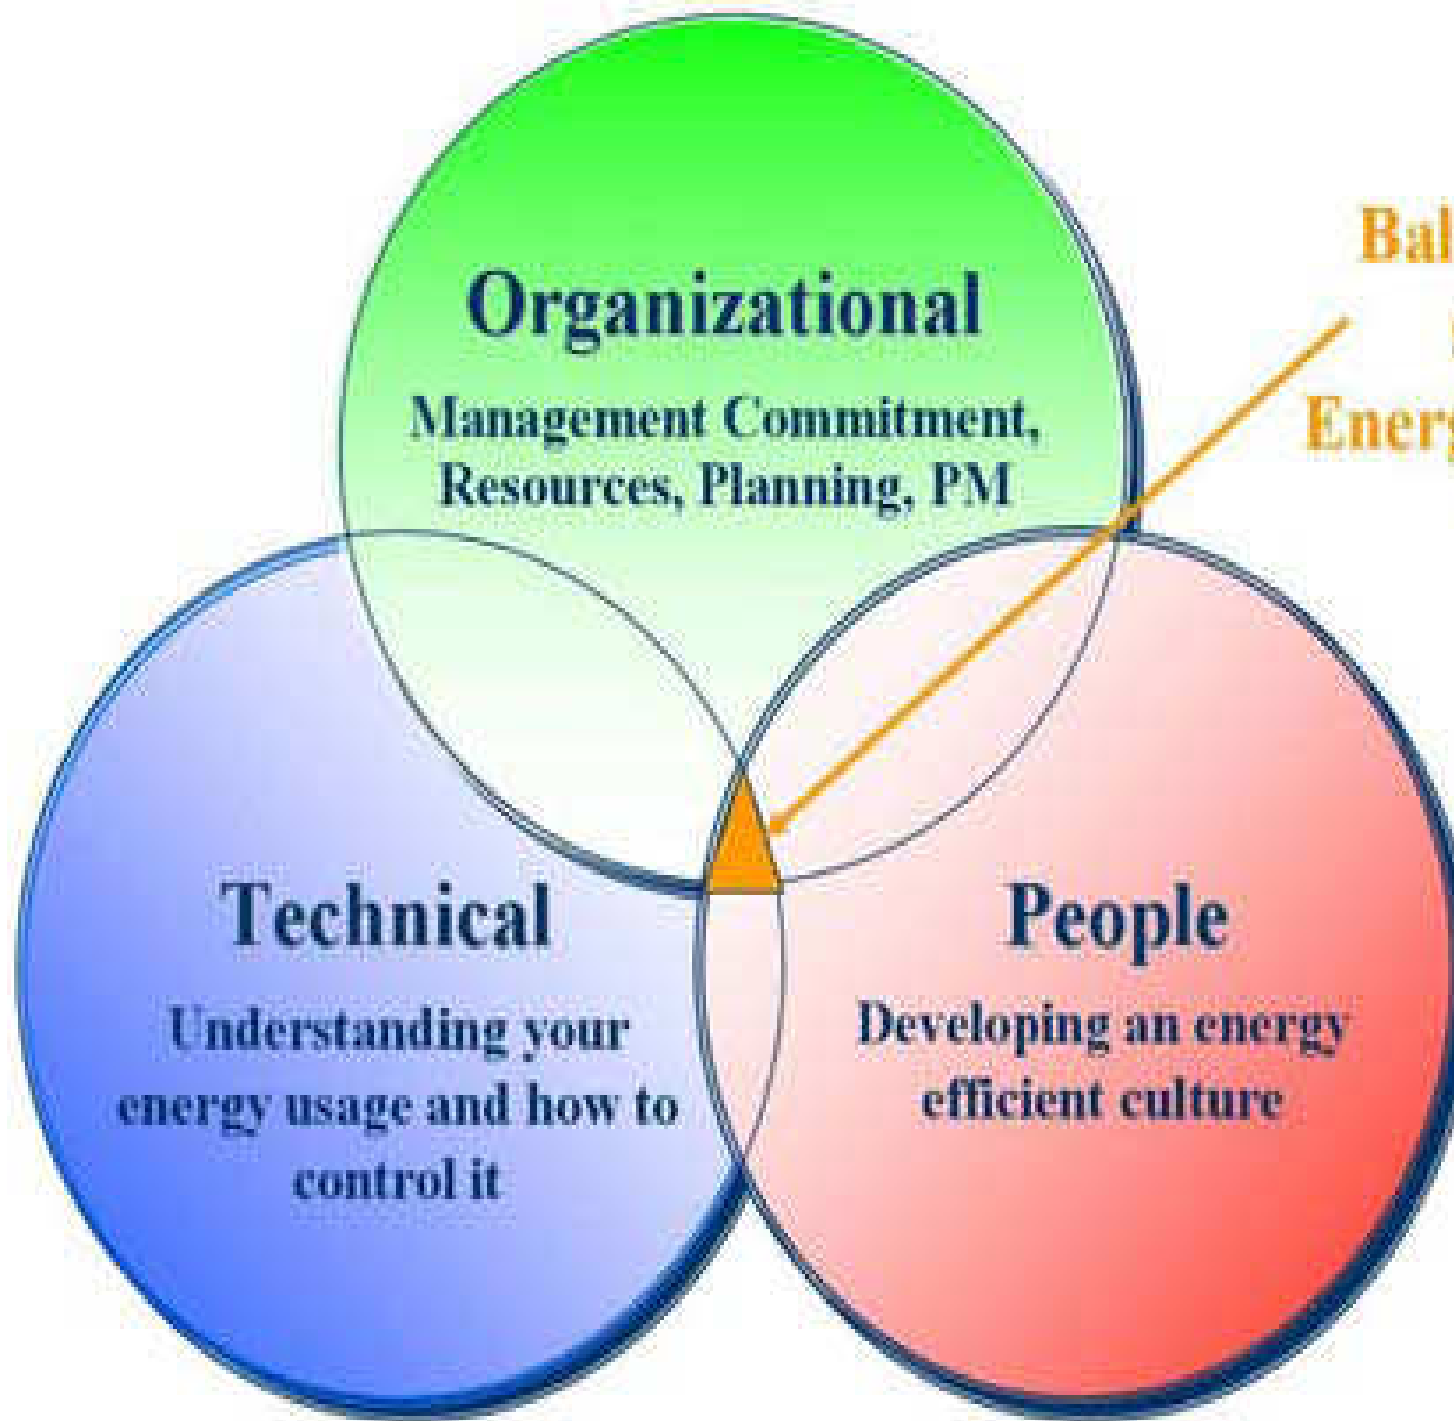 Organizational
Management Commitment,
Resources, Planning, PM
Technical
Understanding your
energy usage and how to
control it
People
Developing an energy
efficient culture